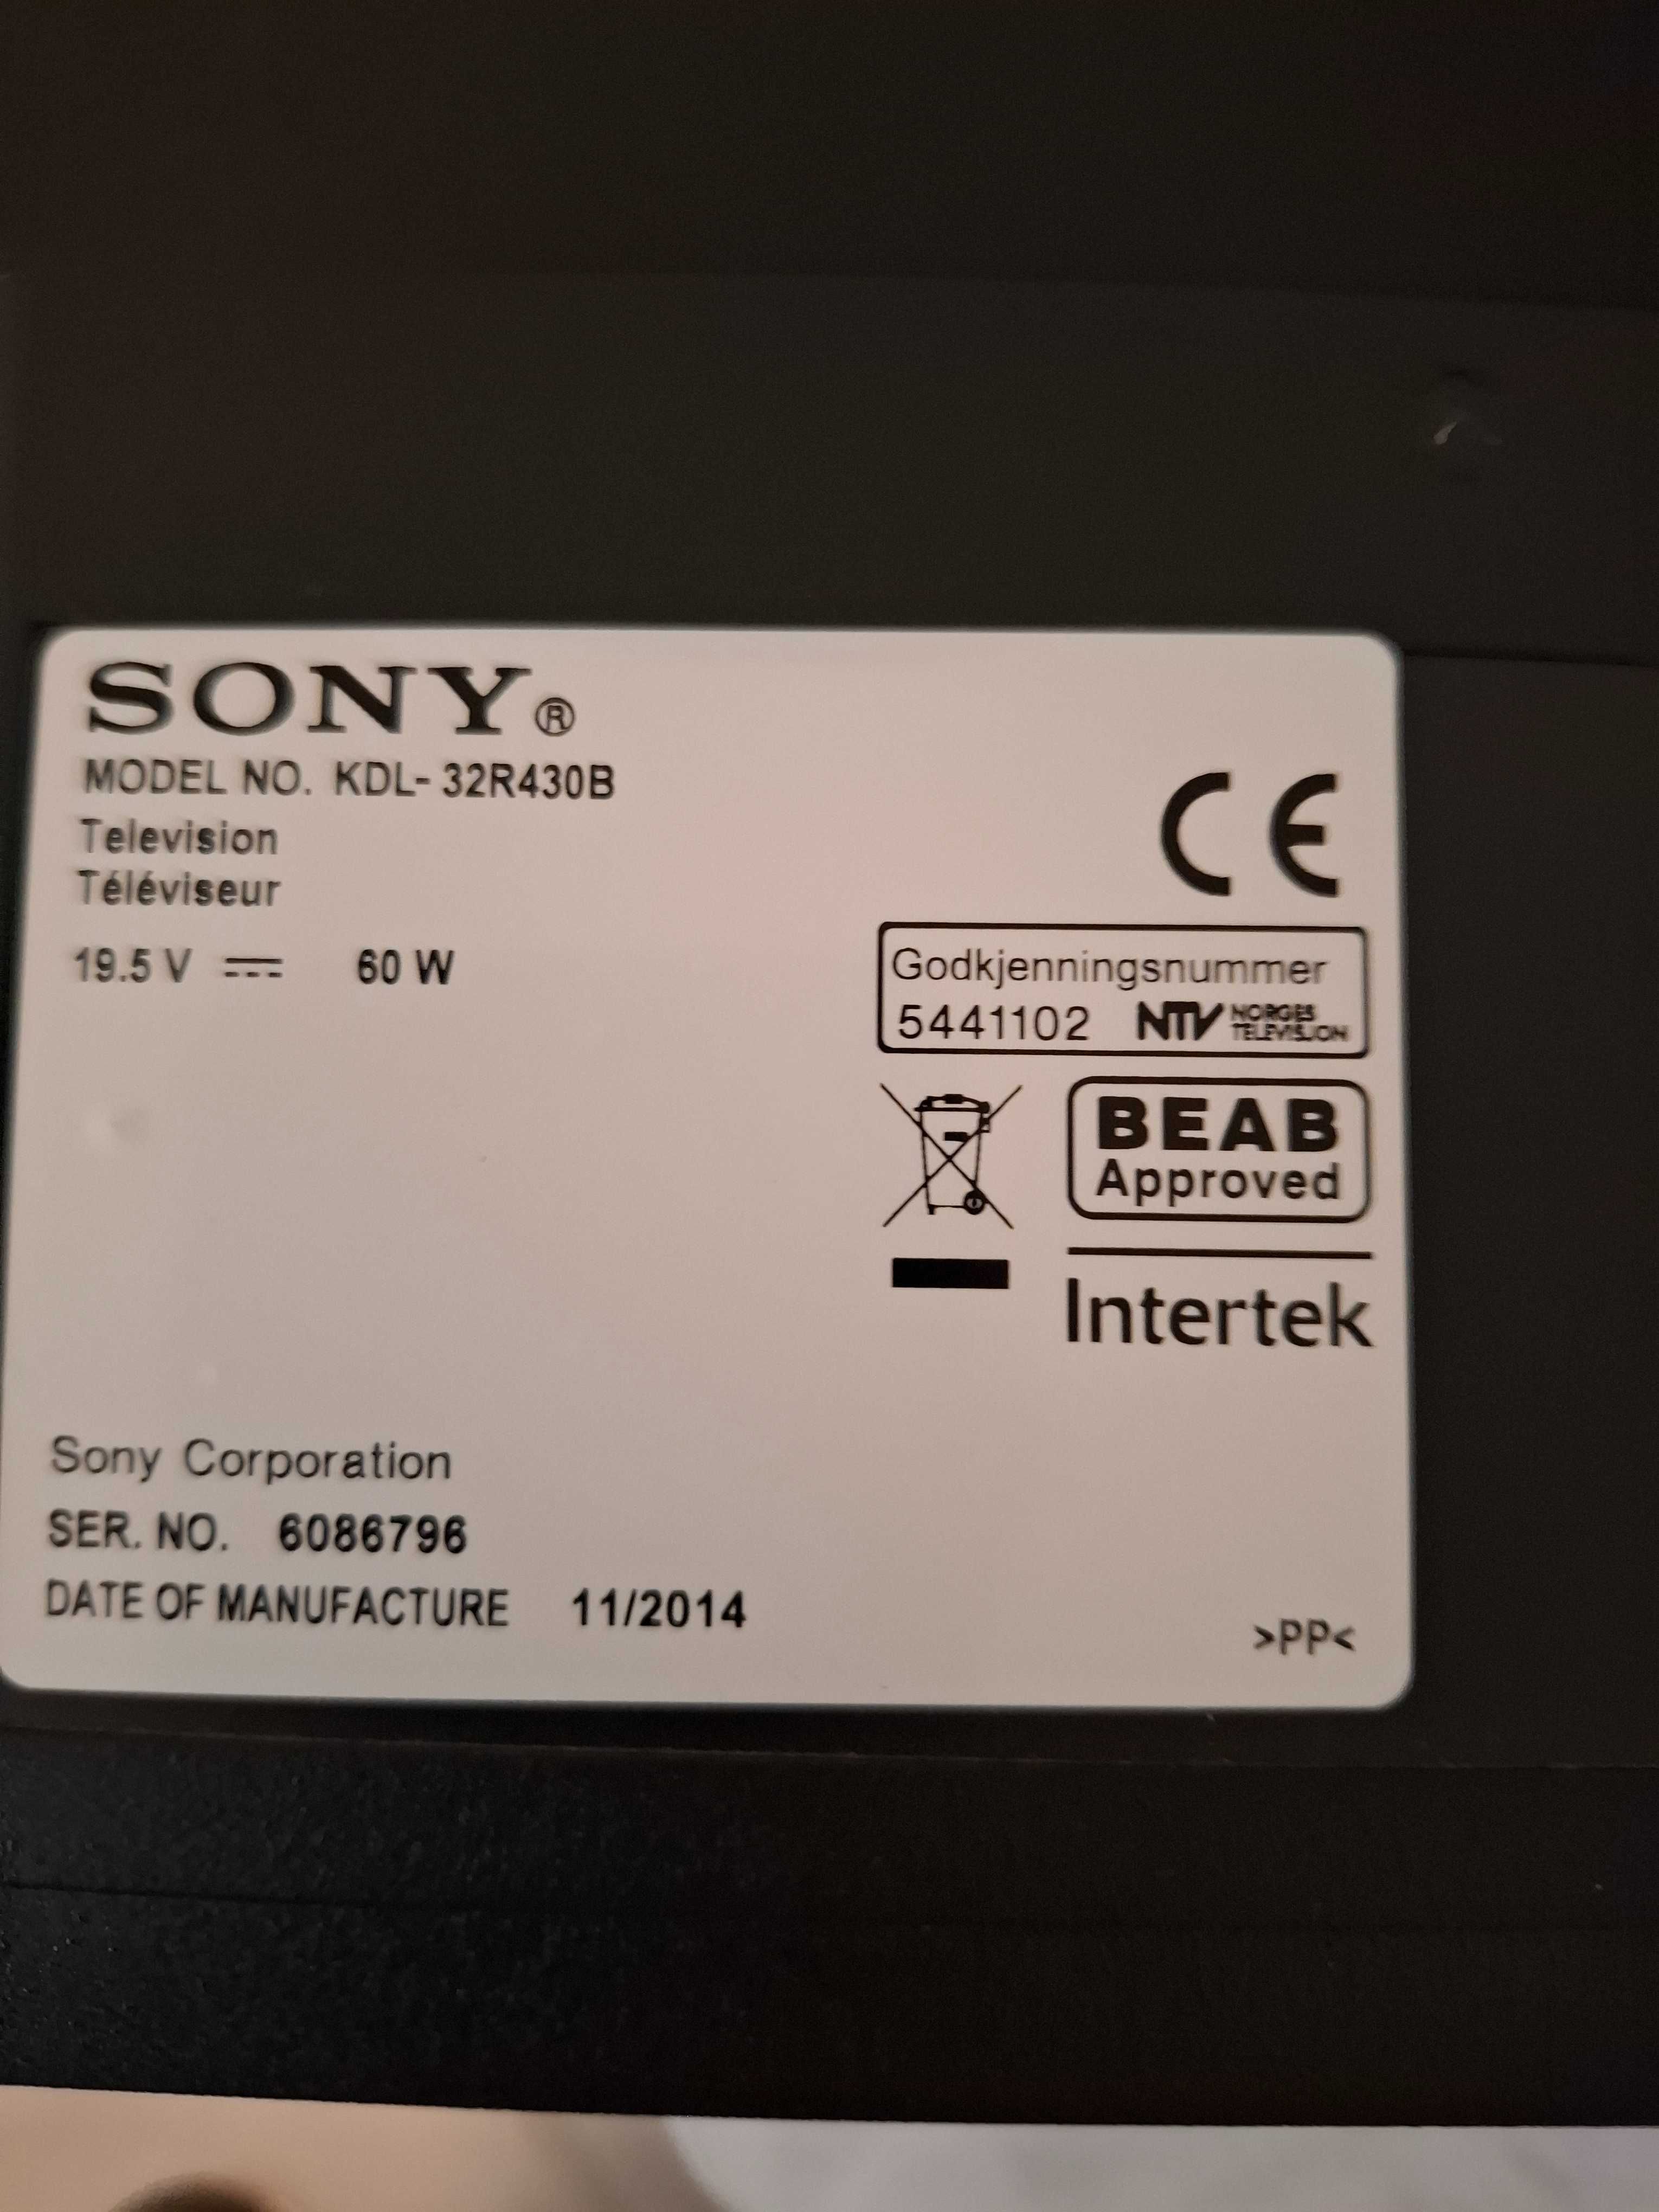 SONY®
MODEL NO. KDL-32R430B
Television
Téléviseur
19.5 V ⎓ 60 W
CE
Godkjenningsnummer
5441102 NTV NORGES
TELEVISJON
BEAB
Approved
Intertek
Sony Corporation
SER. NO. 6086796
DATE OF MANUFACTURE 11/2014
>PP<